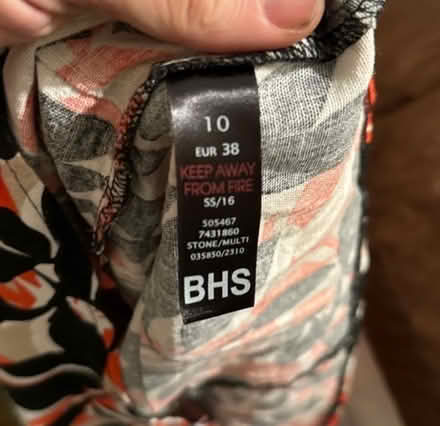 10
EUR 38
KEEP AWAY
FROM FIRE
SS/16
505467
7431860
STONE/MULTI
035850/2310
BHS